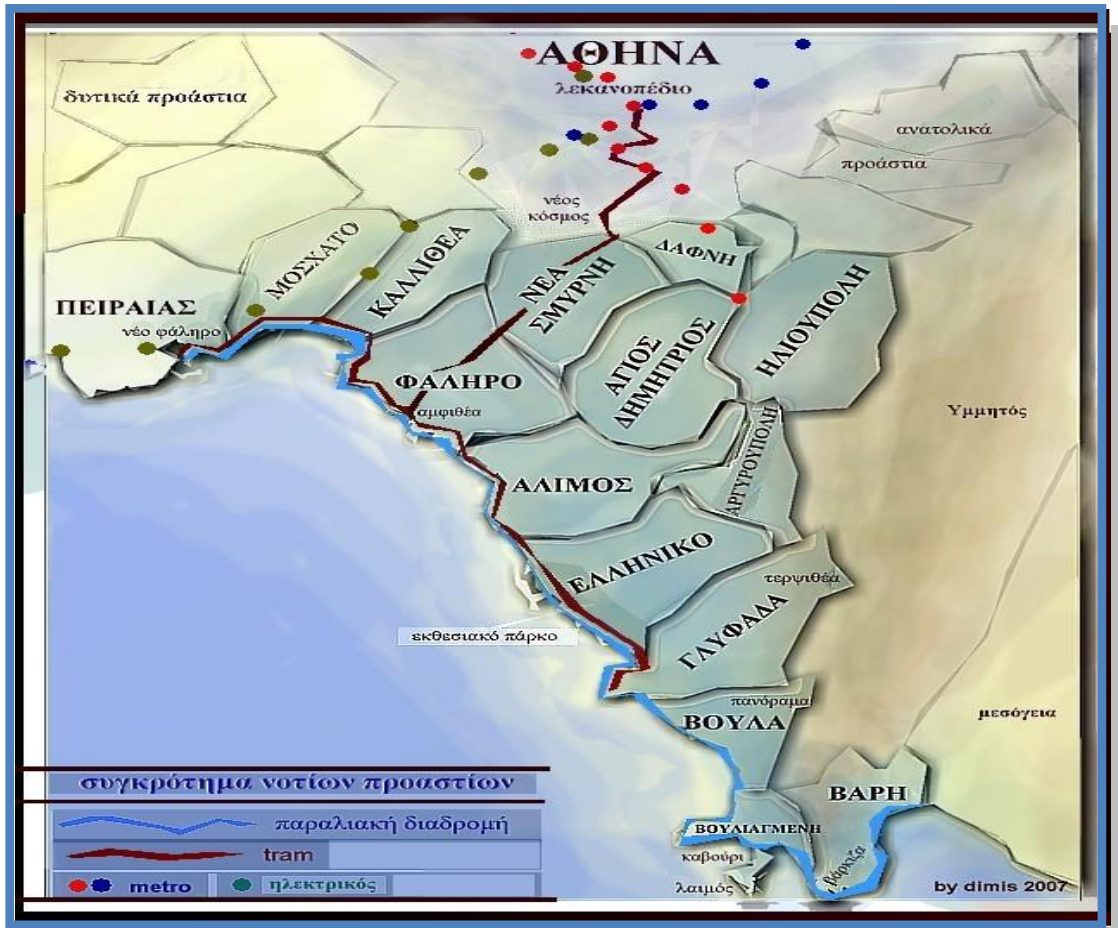 ΑΘΗΝΑ
λεκανοπέδιο
δυτικά προάστια
ανατολικά
προάστια
νέος
κόσμος
ΜΟΣΧΑΤΟ
ΚΑΛΛΙΘΕΑ
ΝΕΑ
ΣΜΥΡΝΗ
ΔΑΦΝΗ
ΗΛΙΟΥΠΟΛΗ
ΠΕΙΡΑΙΑΣ
νέο φάληρο
ΑΓΙΟΣ
ΔΗΜΗΤΡΙΟΣ
ΦΑΛΗΡΟ
αμφιθέα
Υμμητός
ΑΡΓΥΡΟΥΠΟΛΗ
ΑΛΙΜΟΣ
ΕΛΛΗΝΙΚΟ
τερψιθέα
εκθεσιακό πάρκο
ΓΛΥΦΑΔΑ
πανόραμα
ΒΟΥΛΑ
μεσόγεια
ΒΑΡΗ
ΒΟΥΛΙΑΓΜΕΝΗ
καβούρι
λαιμός
βάρκιζα
συγκρότημα νοτίων προαστίων
παραλιακή διαδρομή
tram
metro ηλεκτρικός
by dimis 2007